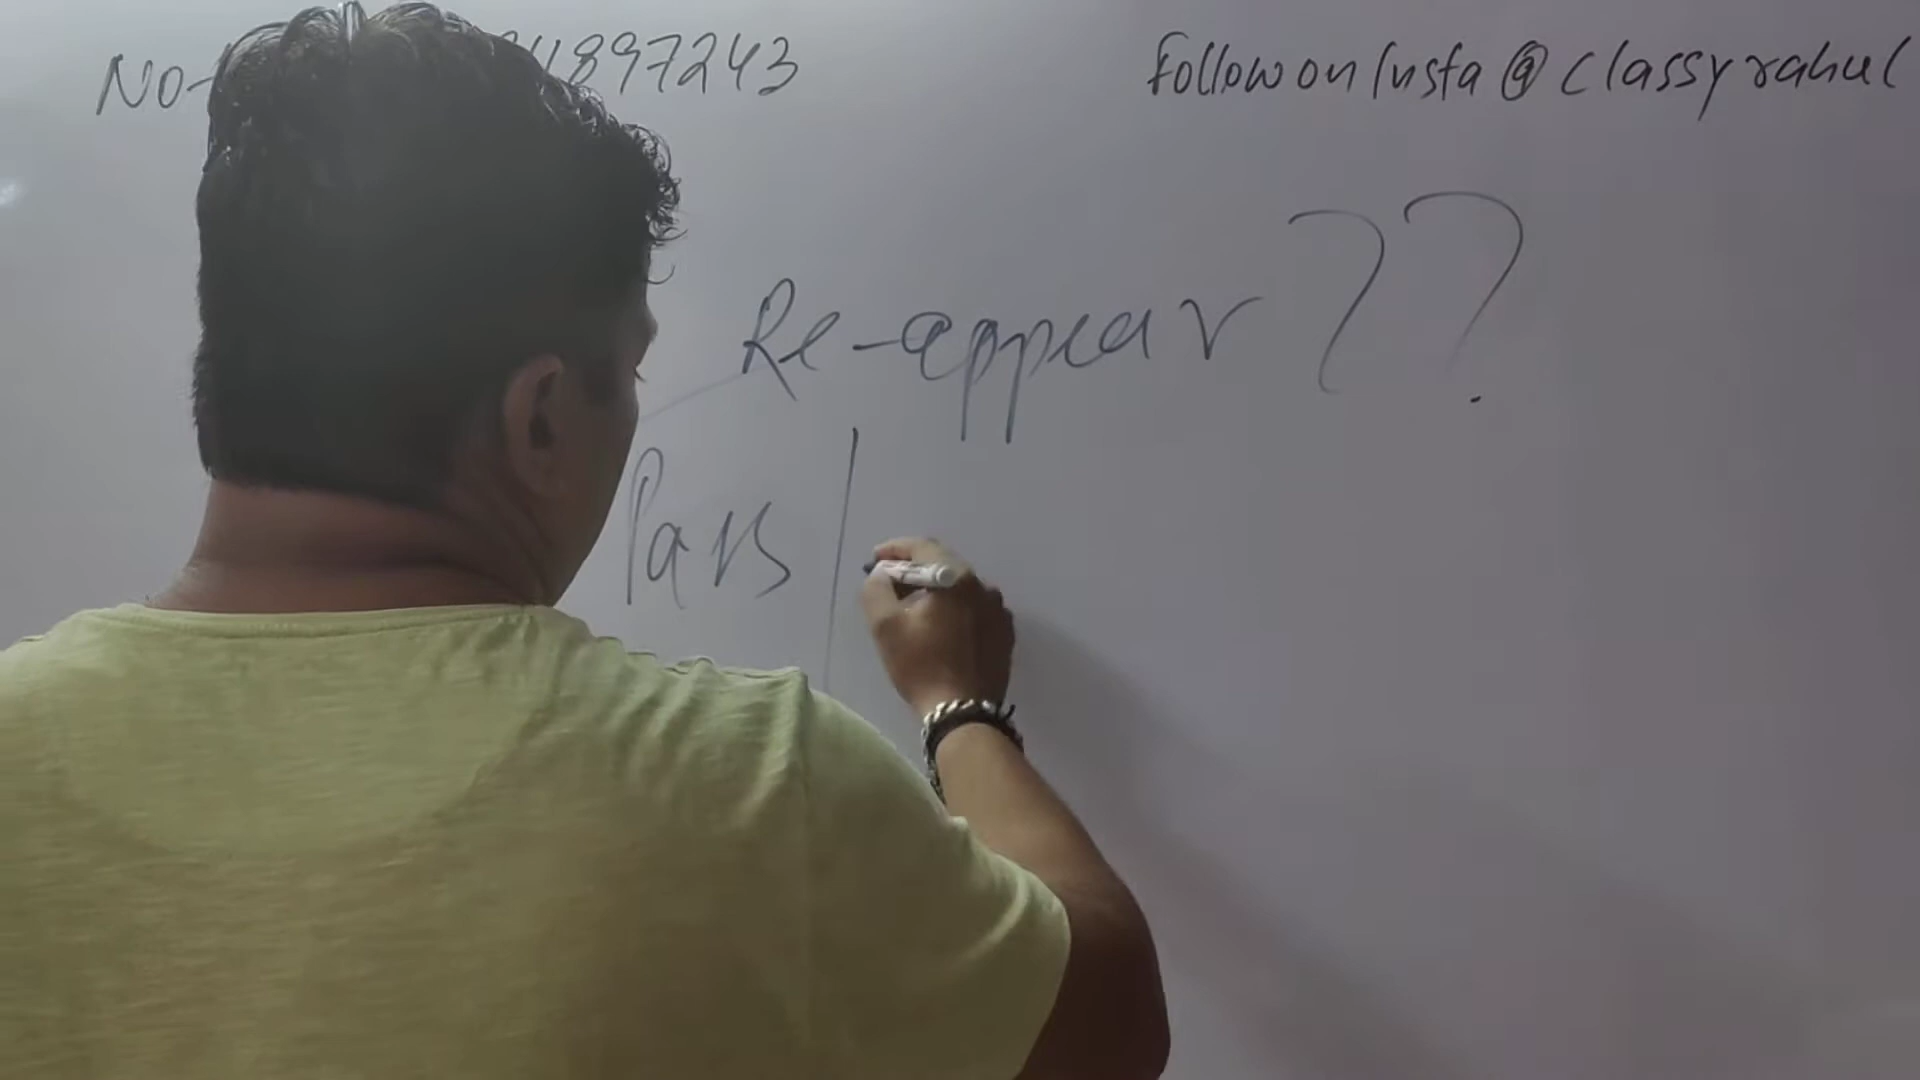 No- 1897243
Follow on Insta @ classyrahul
Re-appear ??
Pass |